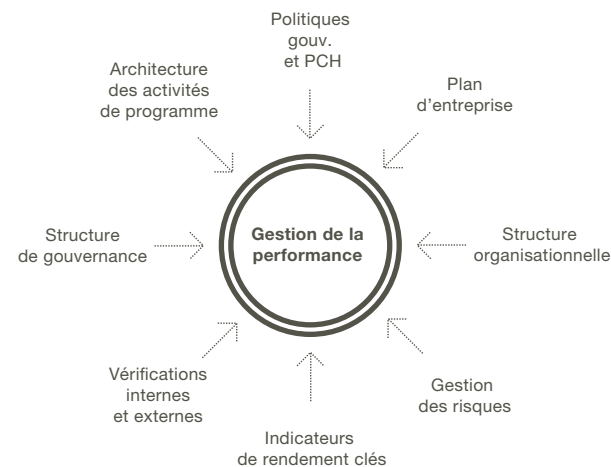 Politiques
gouv.
et PCH
Plan
d’entreprise
Structure
organisationnelle
Gestion
des risques
Indicateurs
de rendement clés
Vérifications
internes
et externes
Structure
de gouvernance
Architecture
des activités
de programme
Gestion de la
performance